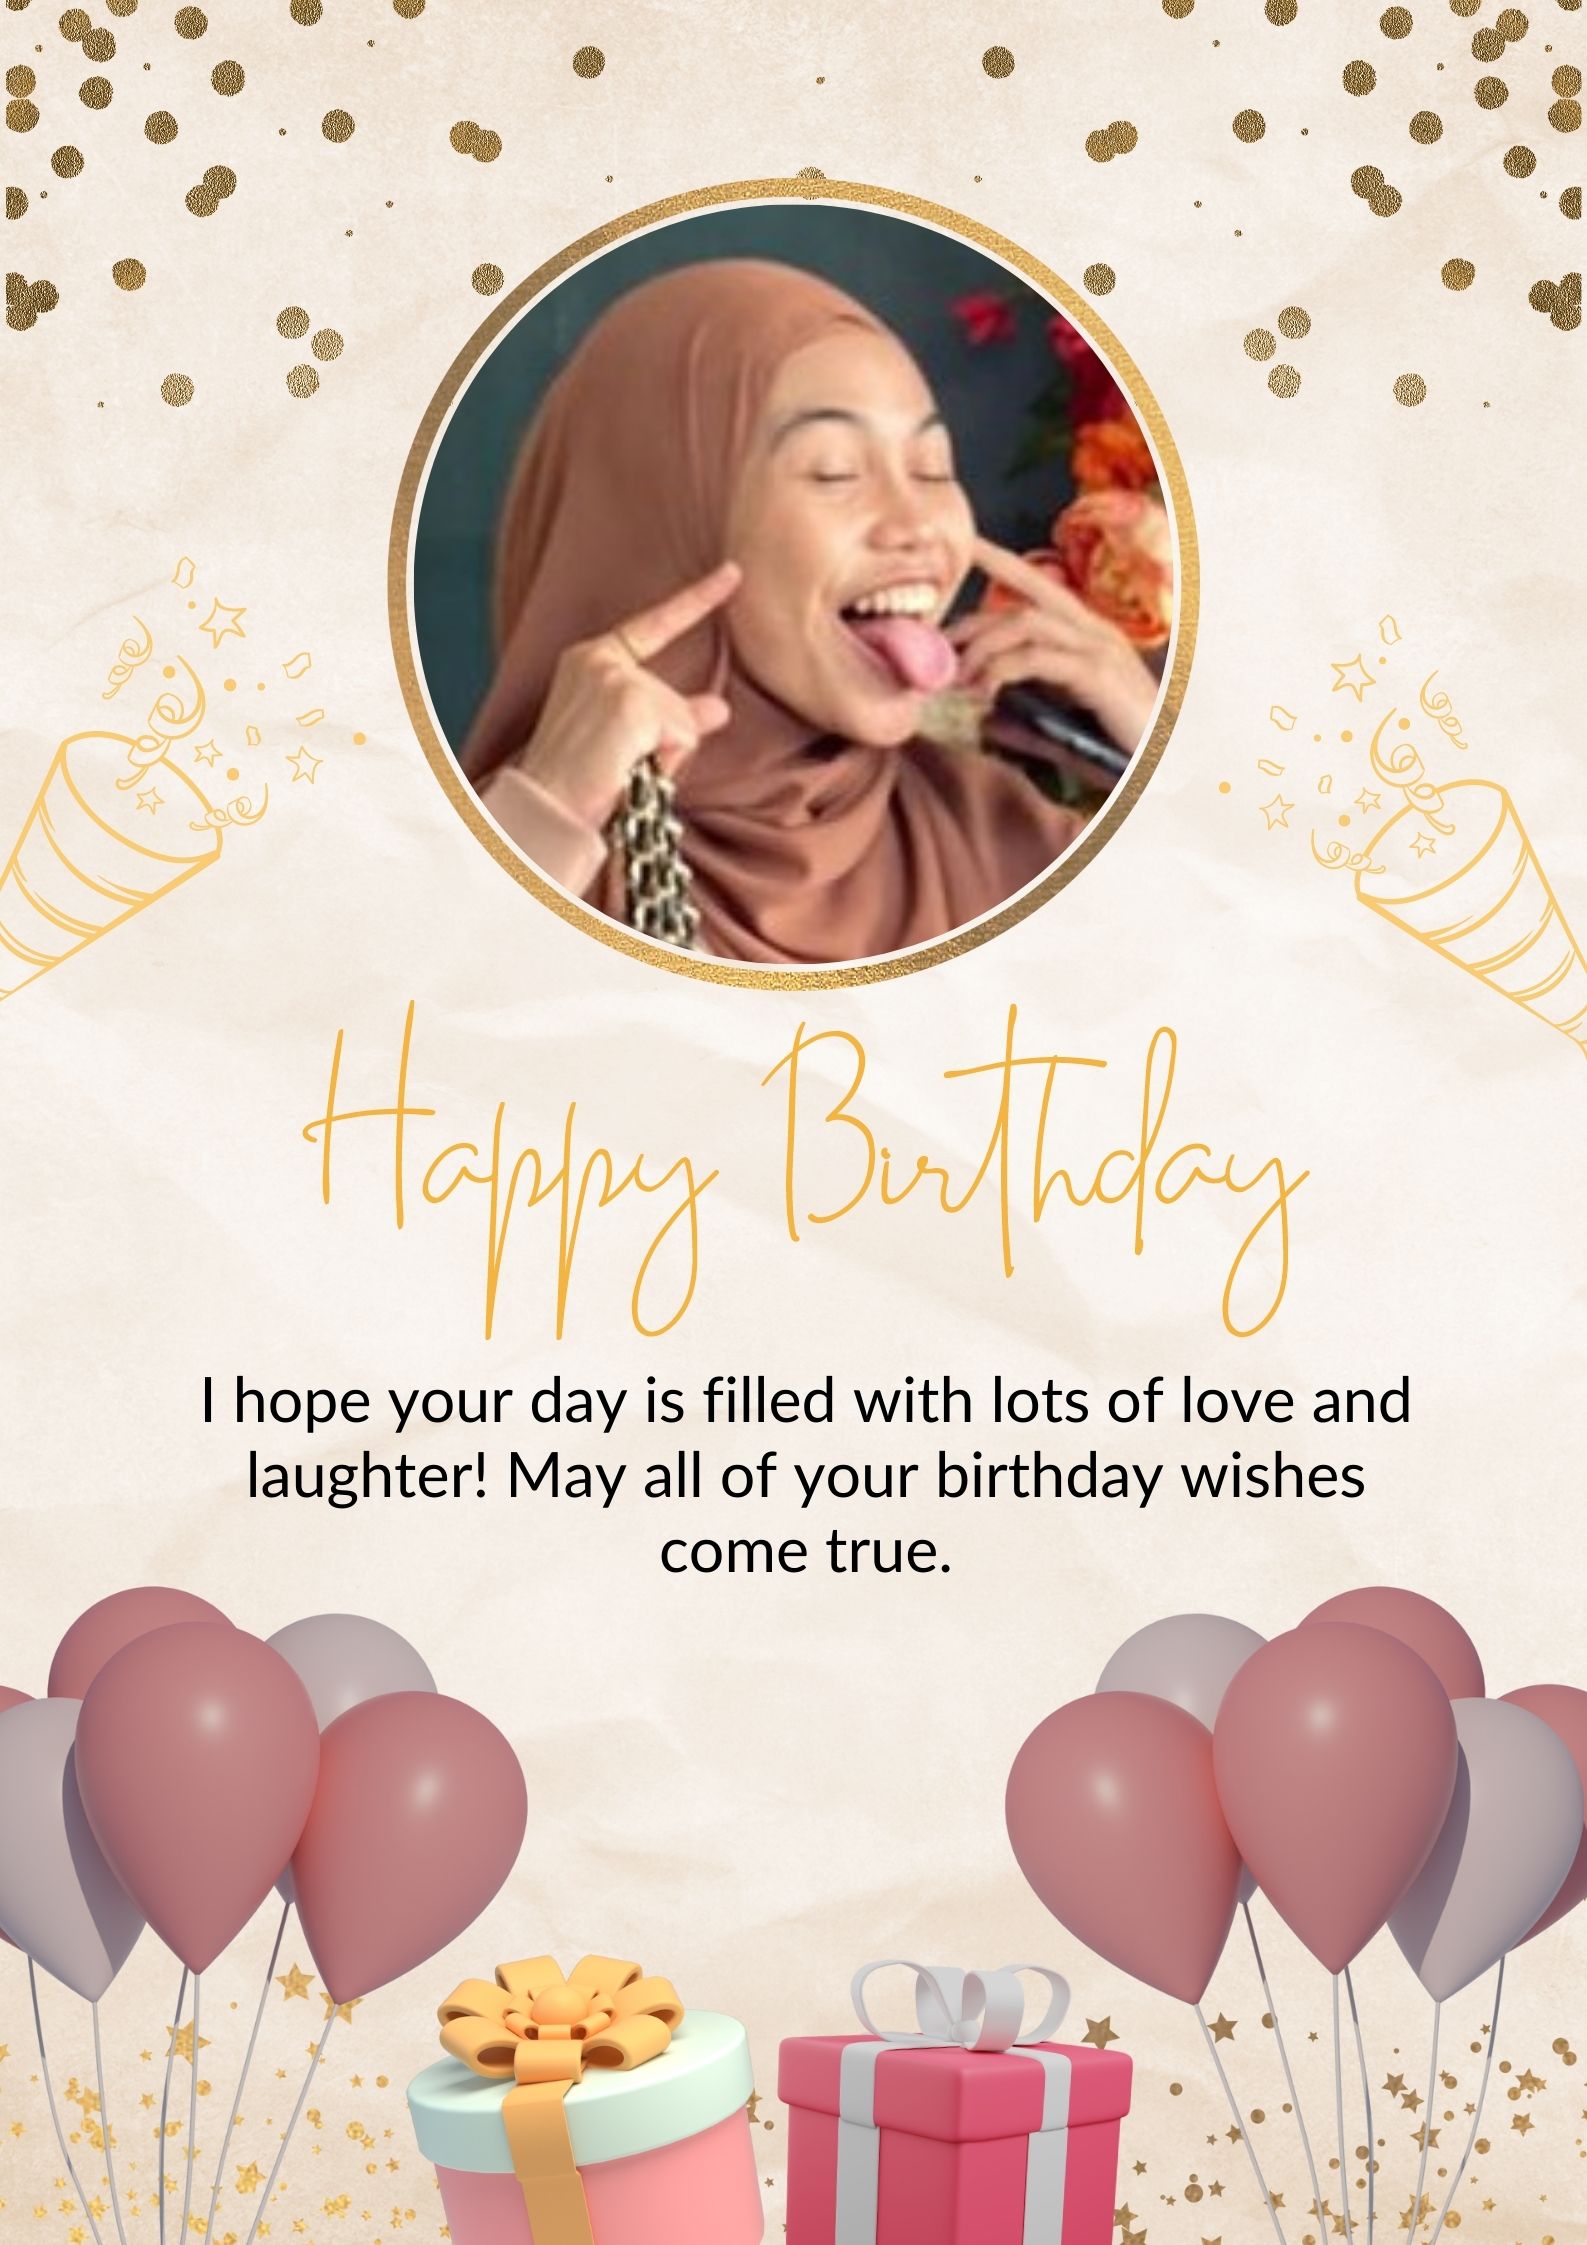 Happy Birthday
I hope your day is filled with lots of love and
laughter! May all of your birthday wishes
come true.